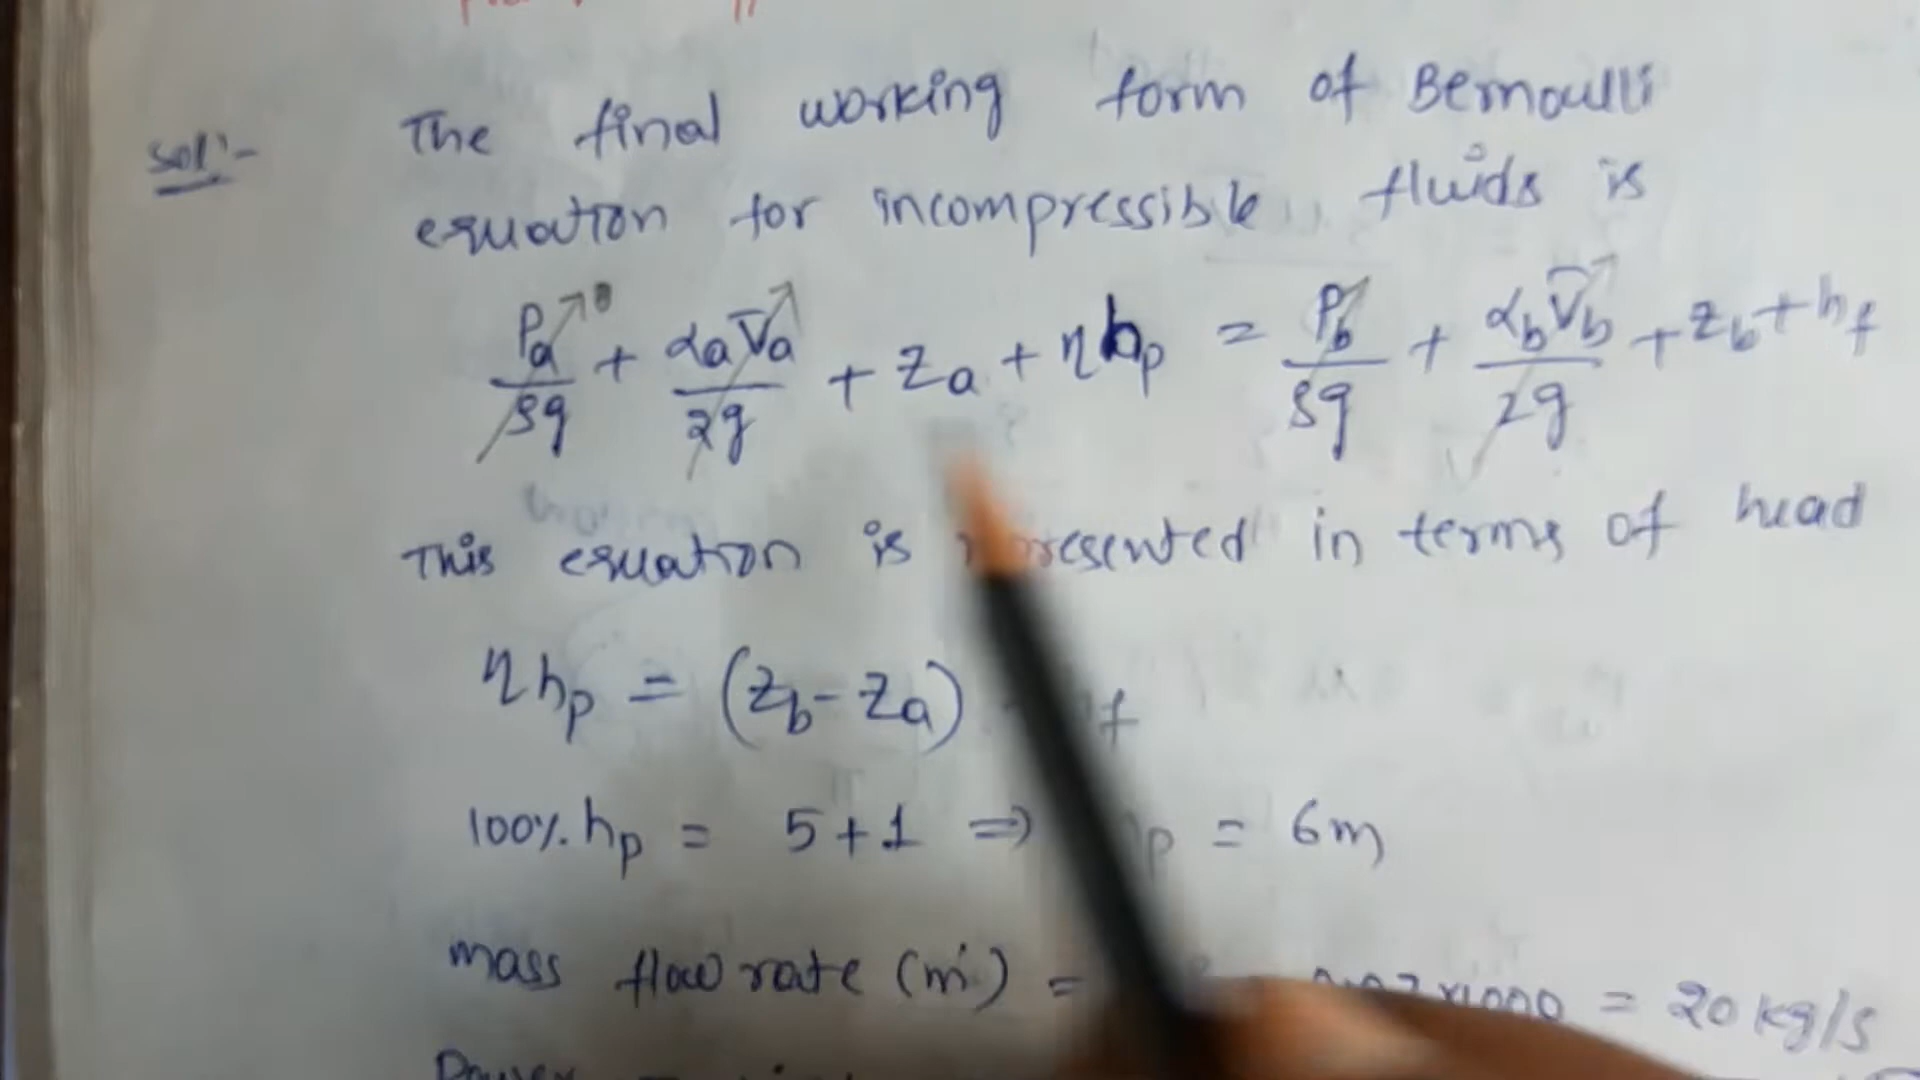 Sol:-
The final working form of Bernoulli
equation for incompressible fluids is
Pa/ρg + αaV̄a/2g + Za + ηhp = Pb/ρg + αbV̄b/2g + Zb + hf
This equation is in terms of head
ηhp = (Zb - Za) f
100% hp = 5+1 ⇒ p = 6m
mass flow rate (ṁ) = x1000 = 20 kg/s
Power